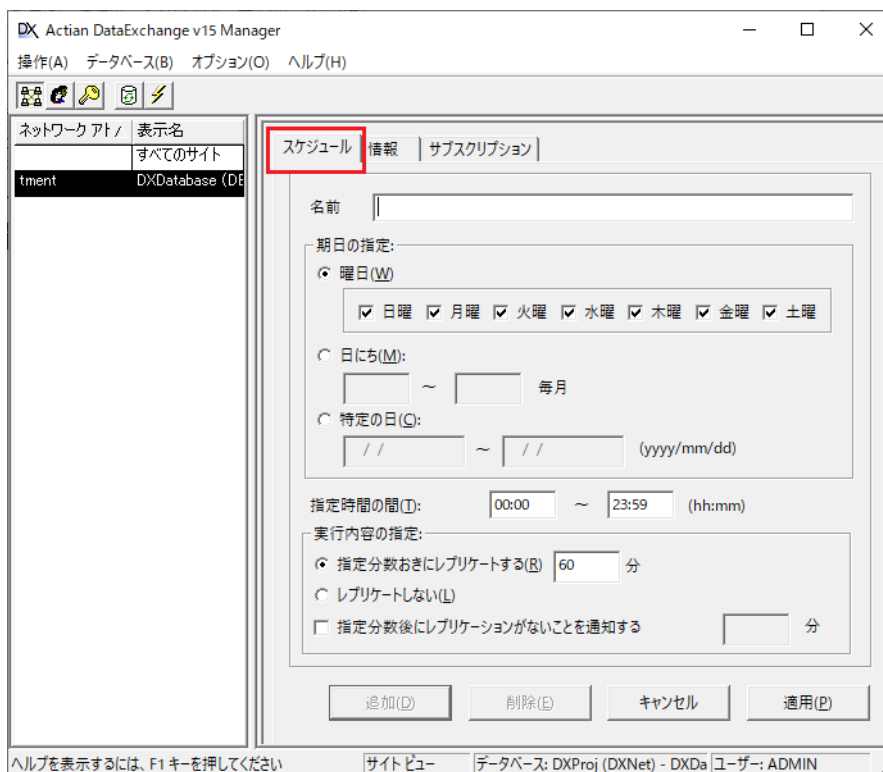 DX Actian DataExchange v15 Manager
操作(A) データベース(B) オプション(O) ヘルプ(H)
ネットワーク アドレ 表示名
すべてのサイト
tment DXDatabase (DE
スケジュール 情報 サブスクリプション
名前
期日の指定:
曜日(W)
日曜 月曜 火曜 水曜 木曜 金曜 土曜
日にち(M):
～ 毎月
特定の日(C):
/ / ～ / / (yyyy/mm/dd)
指定時間の間(T): 00:00 ～ 23:59 (hh:mm)
実行内容の指定:
指定分数おきにレプリケートする(R) 60 分
レプリケートしない(L)
指定分数後にレプリケーションがないことを通知する 分
追加(D) 削除(E) キャンセル 適用(P)
ヘルプを表示するには、F1 キーを押してください サイト ビュー データベース: DXProj (DXNet) - DXDa ユーザー: ADMIN